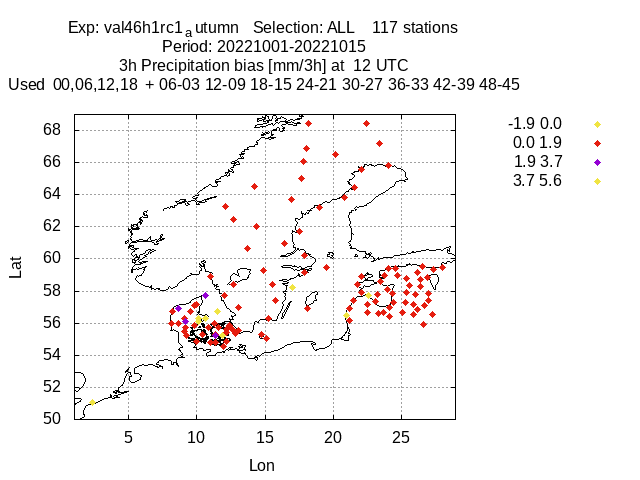 Exp: val46h1rc1autumn Selection: ALL 117 stations
Period: 20221001-20221015
3h Precipitation bias [mm/3h] at 12 UTC
Used 00,06,12,18 + 06-03 12-09 18-15 24-21 30-27 36-33 42-39 48-45
-1.9 0.0
0.0 1.9
1.9 3.7
3.7 5.6
68
66
64
62
60
58
56
54
52
50
Lat
5 10 15 20 25
Lon